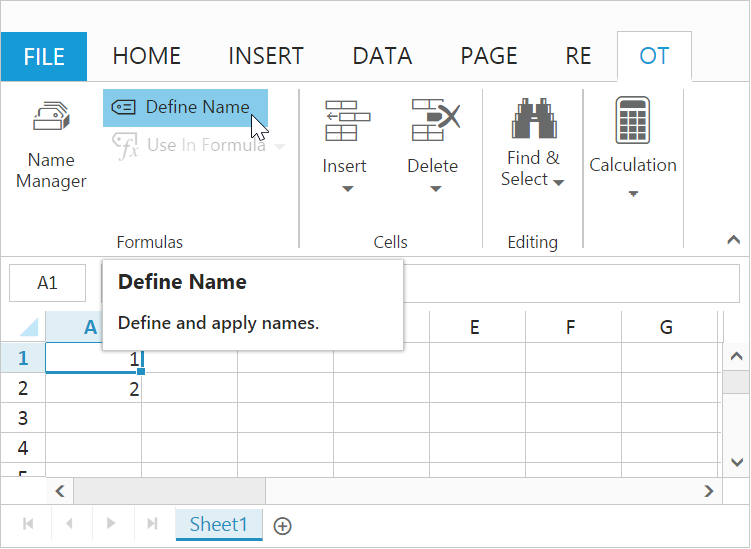 FILE HOME INSERT DATA PAGE RE OT
Define Name
Use In Formula
Name
Manager
Insert
Delete
Find &
Select
Calculation
Formulas
Cells
Editing
A1
Define Name
Define and apply names.
A E F G
1 1
2 2
3
4
5
Sheet1